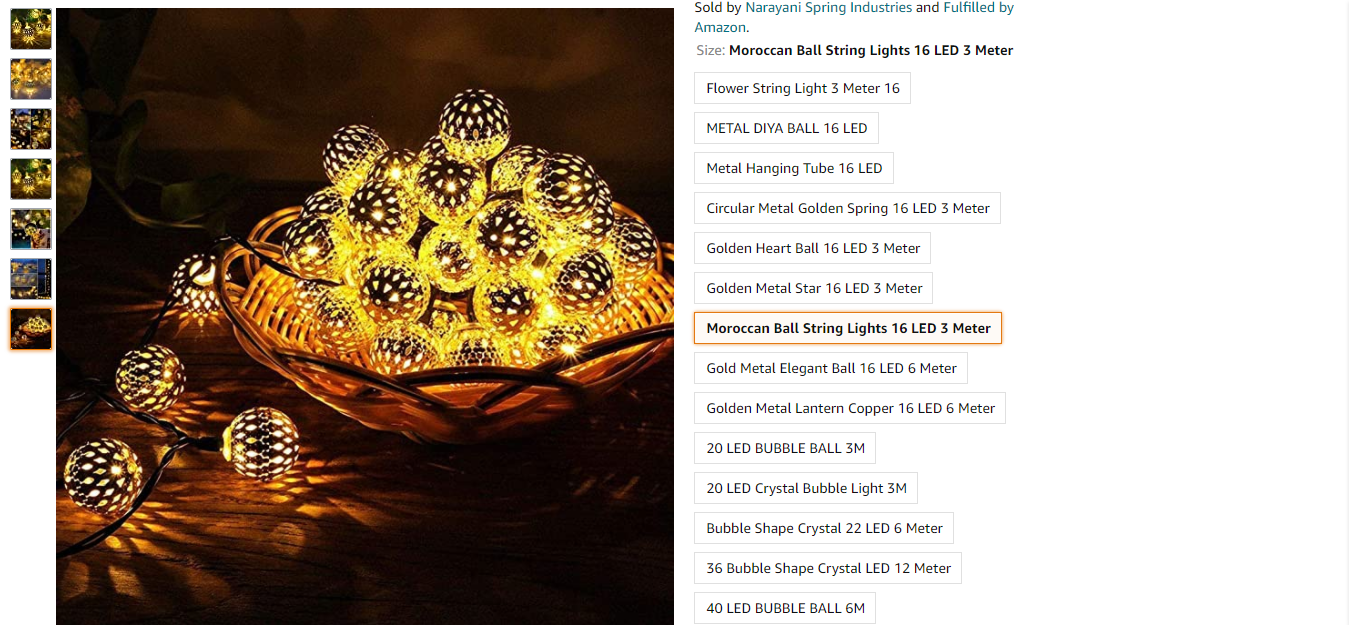 Sold by Narayani Spring Industries and Fulfilled by
Amazon.
Size: Moroccan Ball String Lights 16 LED 3 Meter
Flower String Light 3 Meter 16
METAL DIYA BALL 16 LED
Metal Hanging Tube 16 LED
Circular Metal Golden Spring 16 LED 3 Meter
Golden Heart Ball 16 LED 3 Meter
Golden Metal Star 16 LED 3 Meter
Moroccan Ball String Lights 16 LED 3 Meter
Gold Metal Elegant Ball 16 LED 6 Meter
Golden Metal Lantern Copper 16 LED 6 Meter
20 LED BUBBLE BALL 3M
20 LED Crystal Bubble Light 3M
Bubble Shape Crystal 22 LED 6 Meter
36 Bubble Shape Crystal LED 12 Meter
40 LED BUBBLE BALL 6M